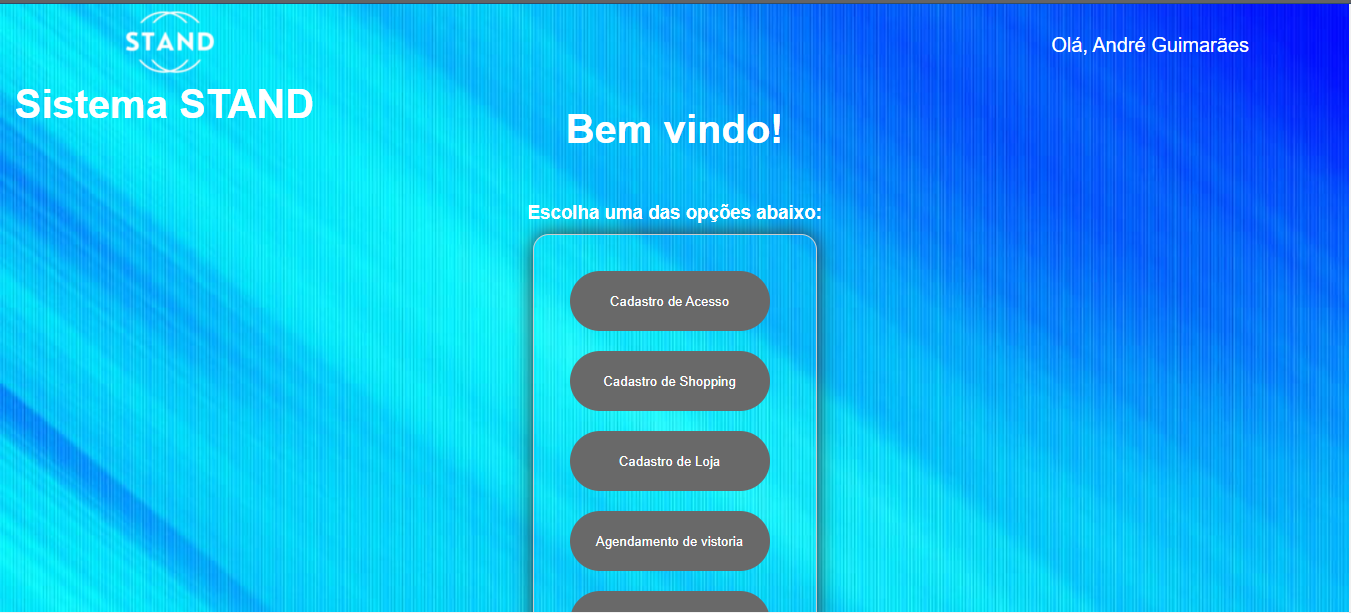 STAND
Olá, André Guimarães
Sistema STAND
Bem vindo!
Escolha uma das opções abaixo:
Cadastro de Acesso
Cadastro de Shopping
Cadastro de Loja
Agendamento de vistoria